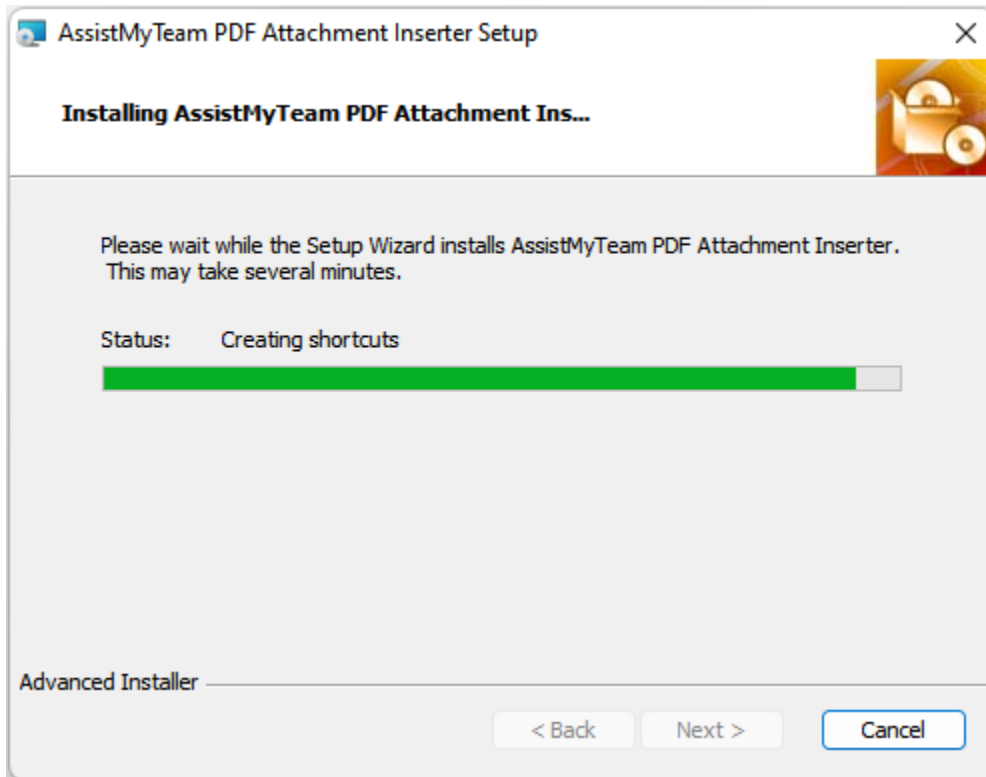 AssistMyTeam PDF Attachment Inserter Setup
Installing AssistMyTeam PDF Attachment Ins...
Please wait while the Setup Wizard installs AssistMyTeam PDF Attachment Inserter.
This may take several minutes.
Status: Creating shortcuts
Advanced Installer
< Back Next > Cancel